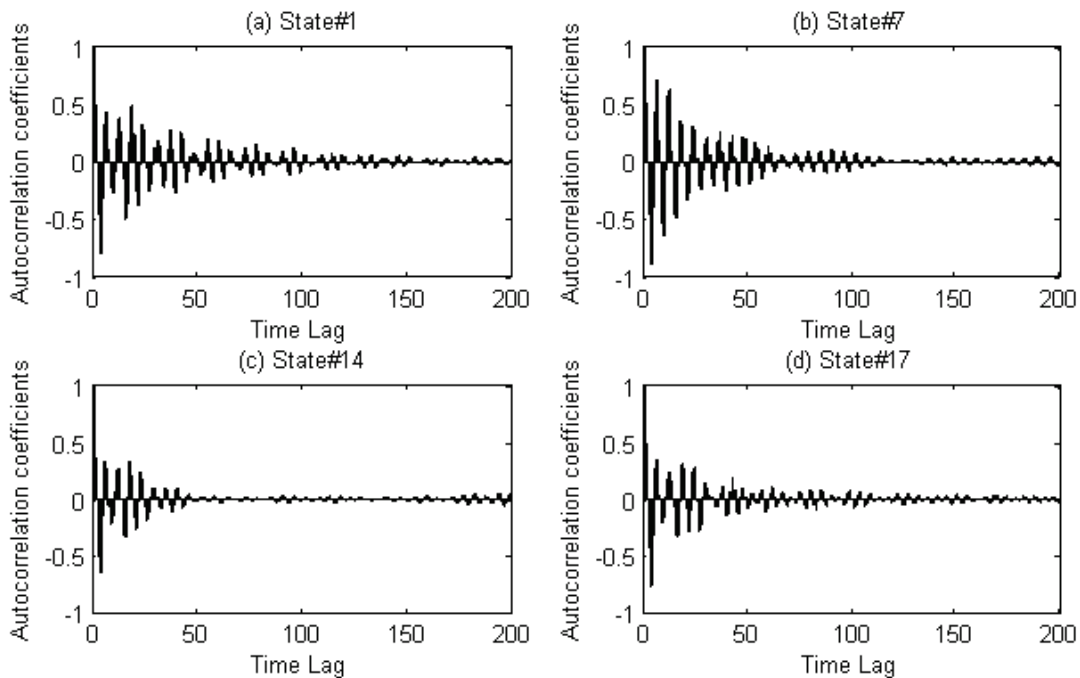 (a) State#1
1
0.5
0
-0.5
-1
Autocorrelation coefficients
0 50 100 150 200
Time Lag
(b) State#7
1
0.5
0
-0.5
-1
Autocorrelation coefficients
0 50 100 150 200
Time Lag
(c) State#14
1
0.5
0
-0.5
-1
Autocorrelation coefficients
0 50 100 150 200
Time Lag
(d) State#17
1
0.5
0
-0.5
-1
Autocorrelation coefficients
0 50 100 150 200
Time Lag